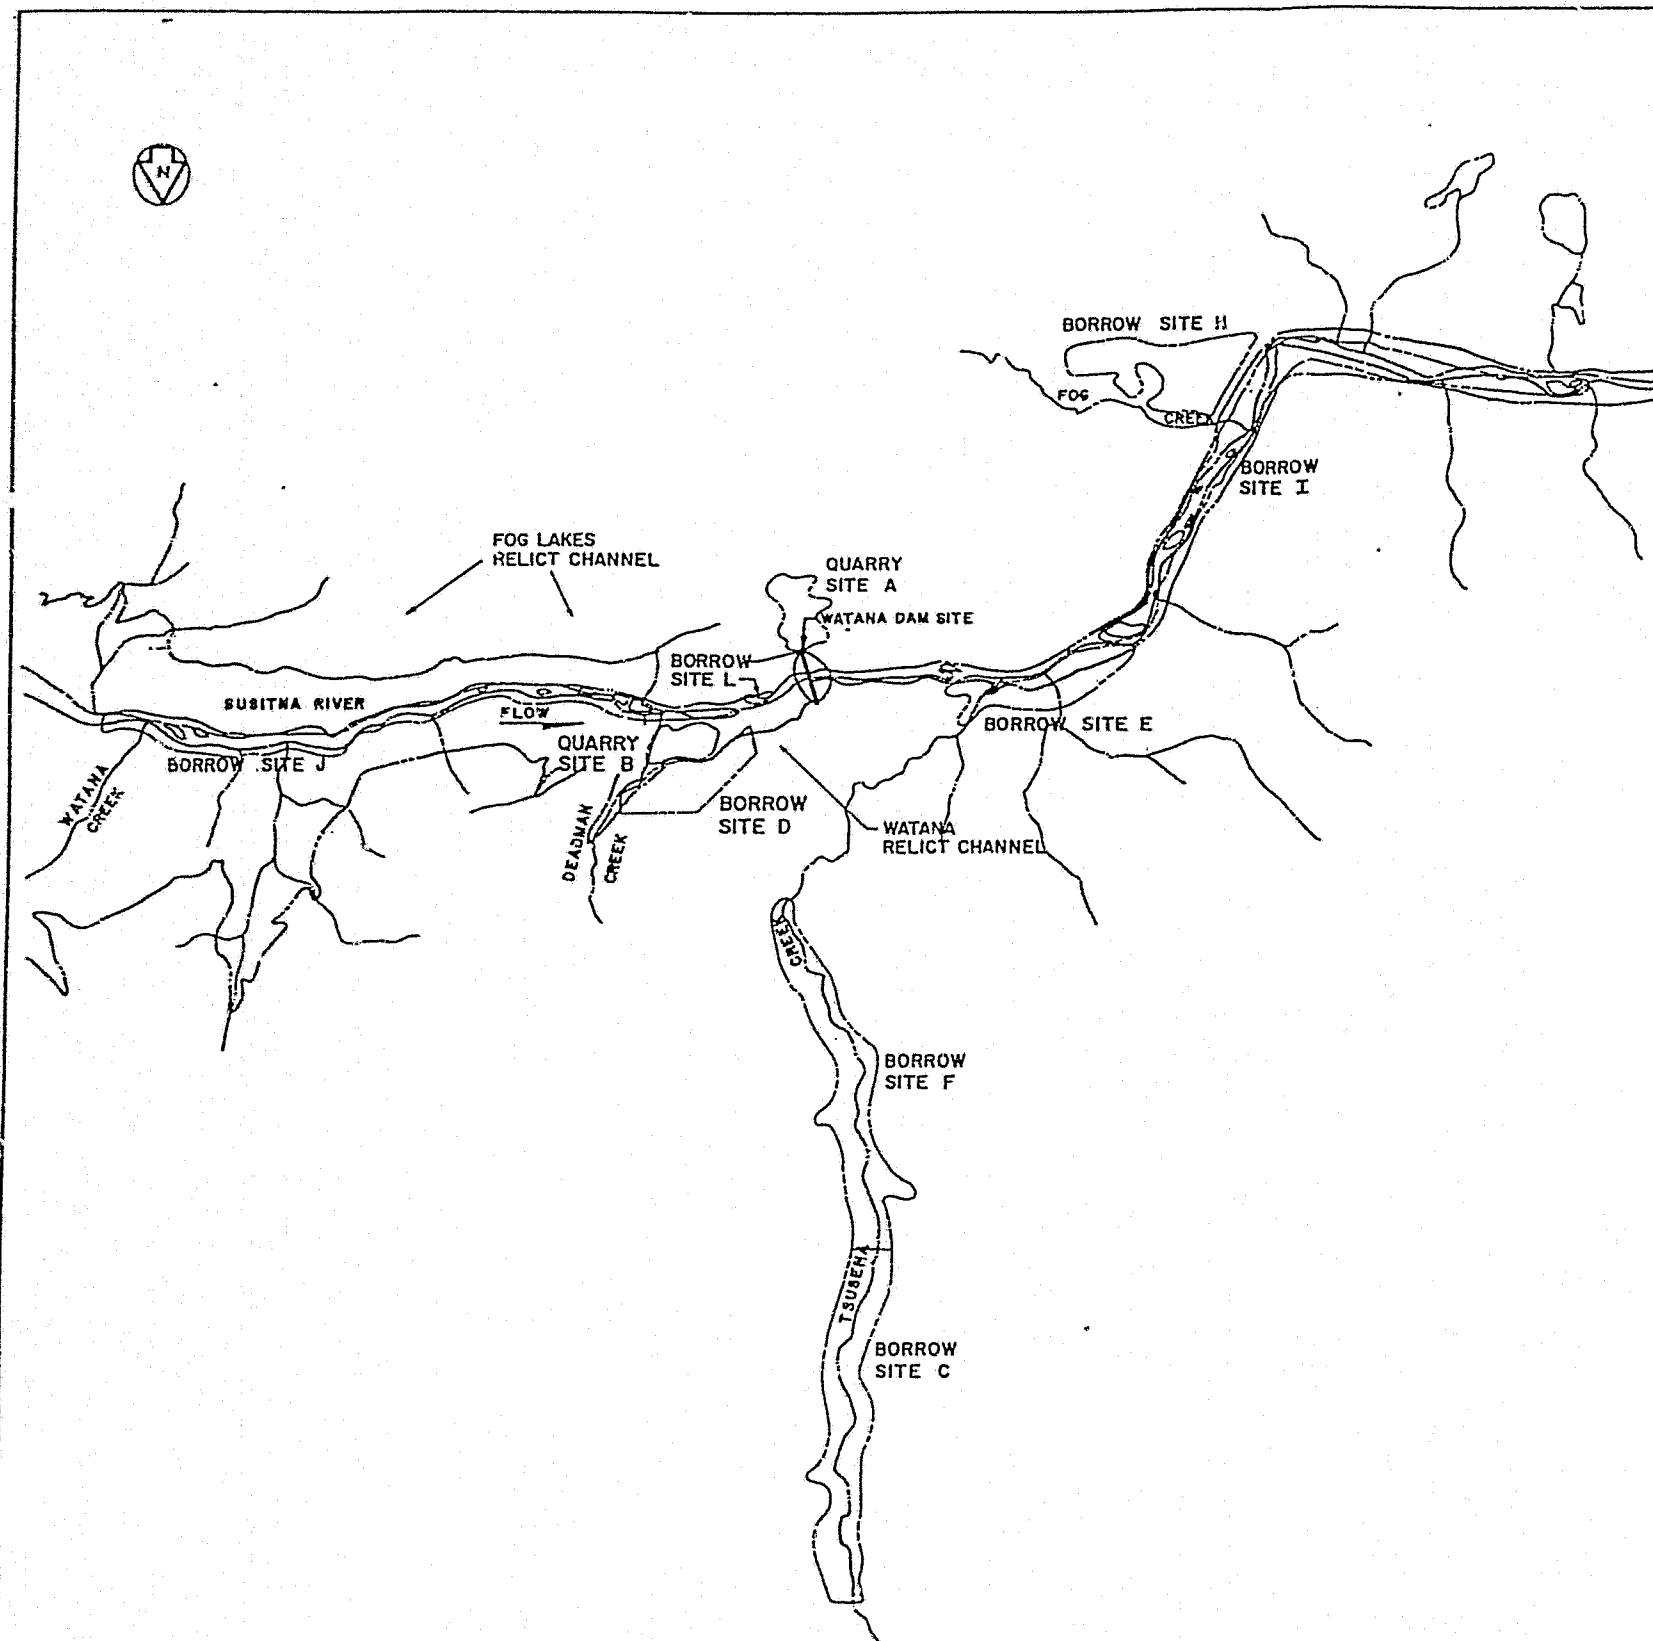 N
BORROW SITE H
FOG
CREEK
BORROW
SITE I
FOG LAKES
RELICT CHANNEL
QUARRY
SITE A
WATANA DAM SITE
BORROW
SITE L
SUSITNA RIVER
FLOW
BORROW SITE E
QUARRY
SITE B
BORROW SITE J
WATANA
CREEK
BORROW
SITE D
DEADMAN
CREEK
WATANA
RELICT CHANNEL
CREEK
BORROW
SITE F
TSUSENA
BORROW
SITE C